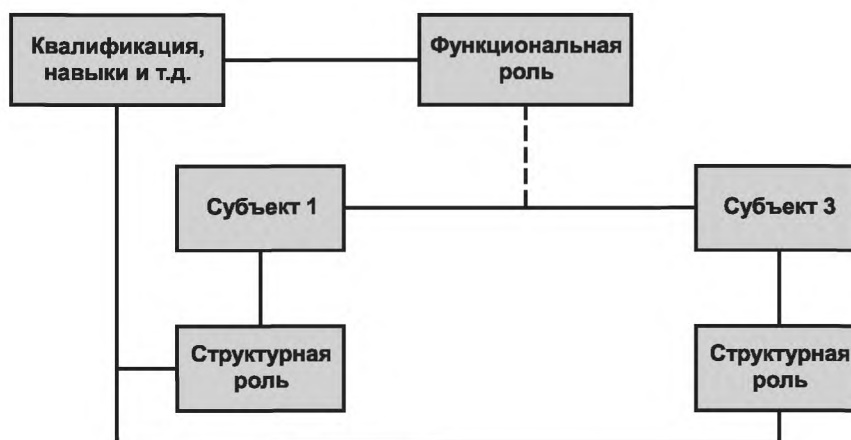 Квалификация,
навыки и т.д.
Функциональная
роль
Субъект 1
Субъект 3
Структурная
роль
Структурная
роль